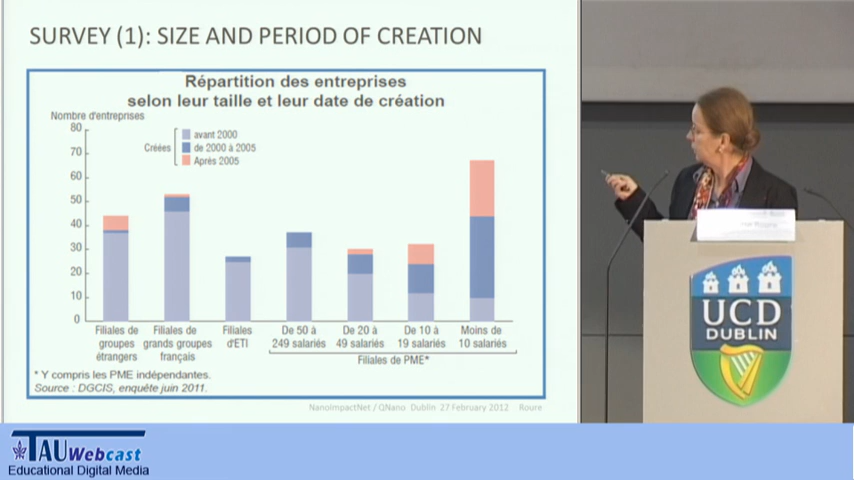 SURVEY (1): SIZE AND PERIOD OF CREATION
Répartition des entreprises
selon leur taille et leur date de création
Nombre d'entreprises
80
70
60
50
40
30
20
10
0
Créées
avant 2000
de 2000 à 2005
Après 2005
Filiales de
groupes
étrangers
Filiales de
grands groupes
français
Filiales
d'ETI
De 50 à
249 salariés
De 20 à
49 salariés
De 10 à
19 salariés
Moins de
10 salariés
Filiales de PME*
* Y compris les PME indépendantes.
Source : DGCIS, enquête juin 2011.
NanoImpactNet / QNano Dublin 27 February 2012 Roure
UCD
DUBLIN
TAU Webcast
Educational Digital Media